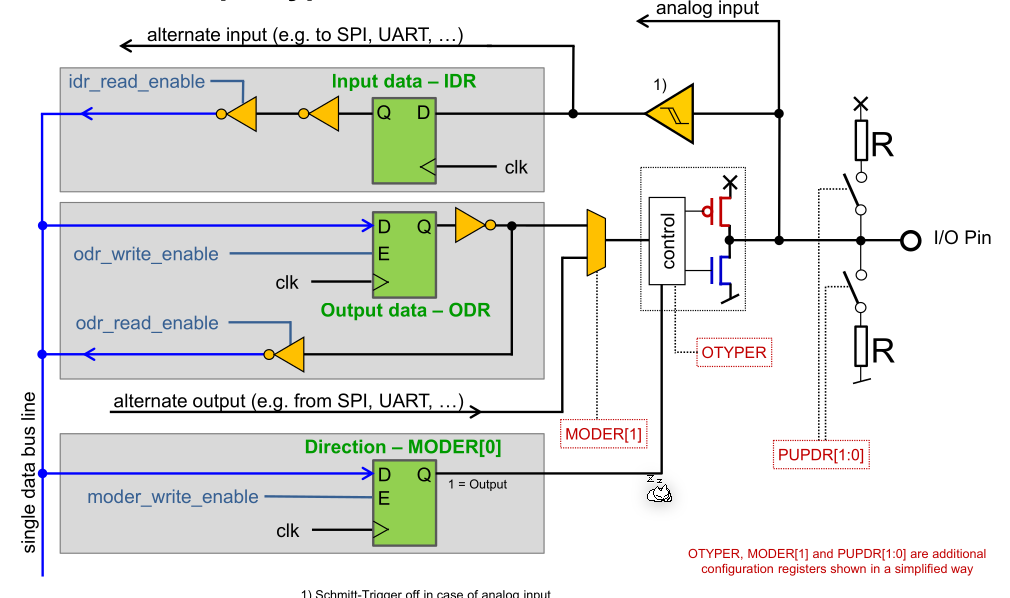 analog input
alternate input (e.g. to SPI, UART, …)
idr_read_enable
Input data – IDR
1)
Q D
clk
R
D Q
E
odr_write_enable
clk
control
I/O Pin
Output data – ODR
odr_read_enable
OTYPER
R
alternate output (e.g. from SPI, UART, …)
MODER[1]
PUPDR[1:0]
single data bus line
Direction – MODER[0]
D Q
1 = Output
E
moder_write_enable
clk
z z
OTYPER, MODER[1] and PUPDR[1:0] are additional
configuration registers shown in a simplified way
1) Schmitt-Trigger off in case of analog input